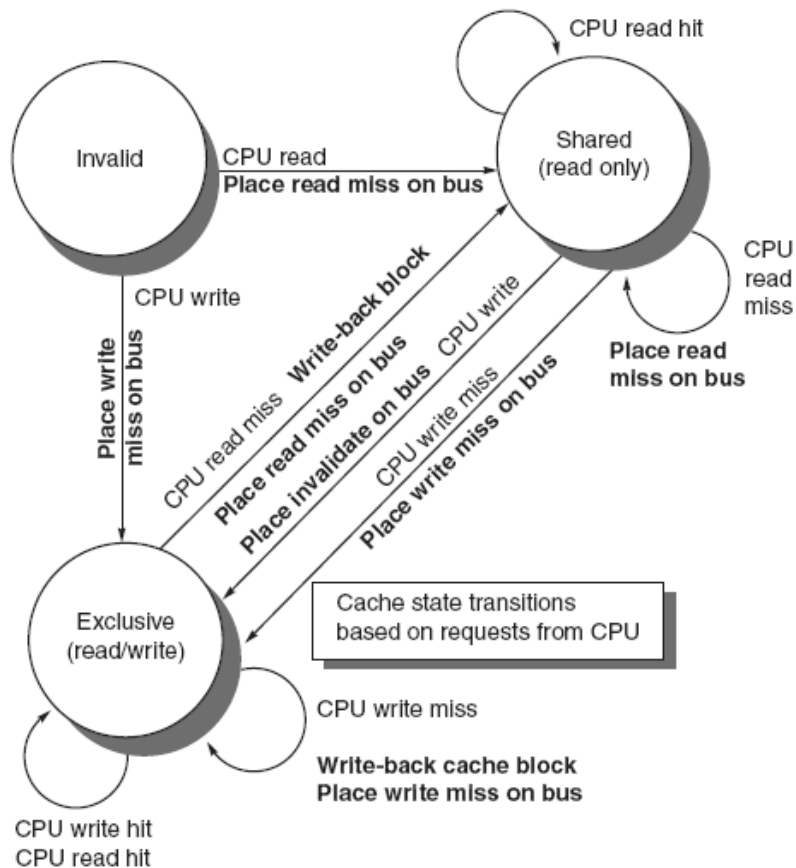 CPU read hit
Invalid
Shared
(read only)
CPU read
Place read miss on bus
CPU write
Place write
miss on bus
CPU
read
miss
Place read
miss on bus
CPU read miss Write-back block
Place read miss on bus
Place invalidate on bus CPU write
CPU write miss
Place write miss on bus
Cache state transitions
based on requests from CPU
Exclusive
(read/write)
CPU write miss
Write-back cache block
Place write miss on bus
CPU write hit
CPU read hit